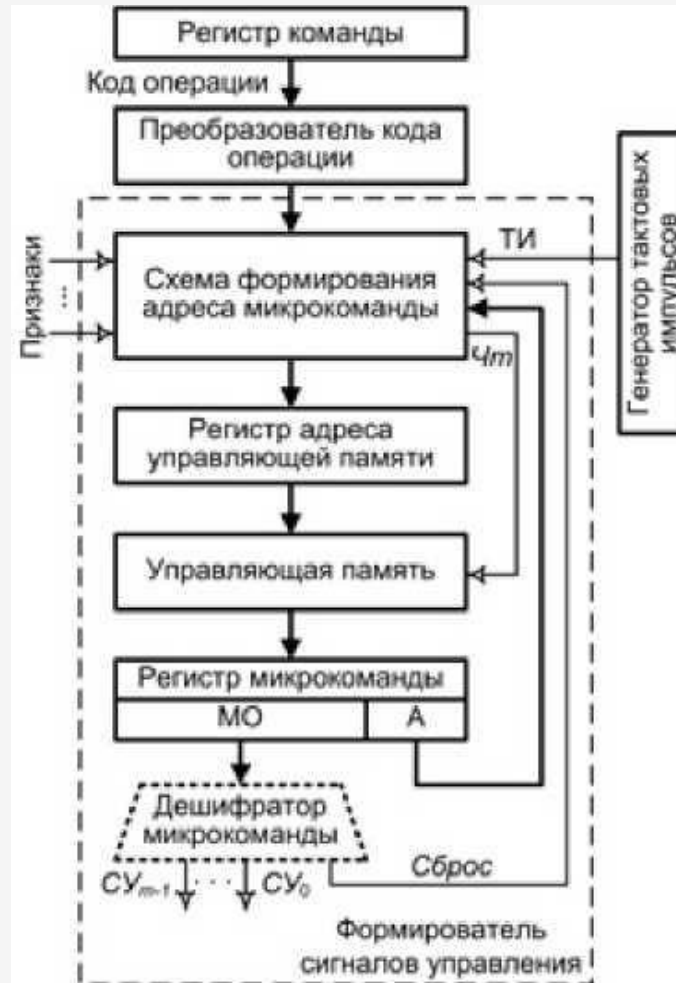 Регистр команды
Код операции
Преобразователь кода
операции
Признаки
...
Схема формирования
адреса микрокоманды
ТИ
Чт
Генератор тактовых
импульсов
Регистр адреса
управляющей памяти
Управляющая память
Регистр микрокоманды
МО
А
Дешифратор
микрокоманды
СУm-1 · · · СУ0
Сброс
Формирователь
сигналов управления